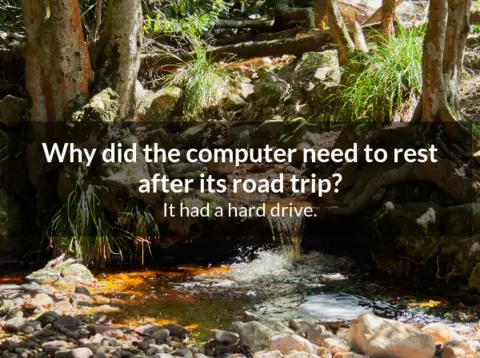 Why did the computer need to rest
after its road trip?
It had a hard drive.